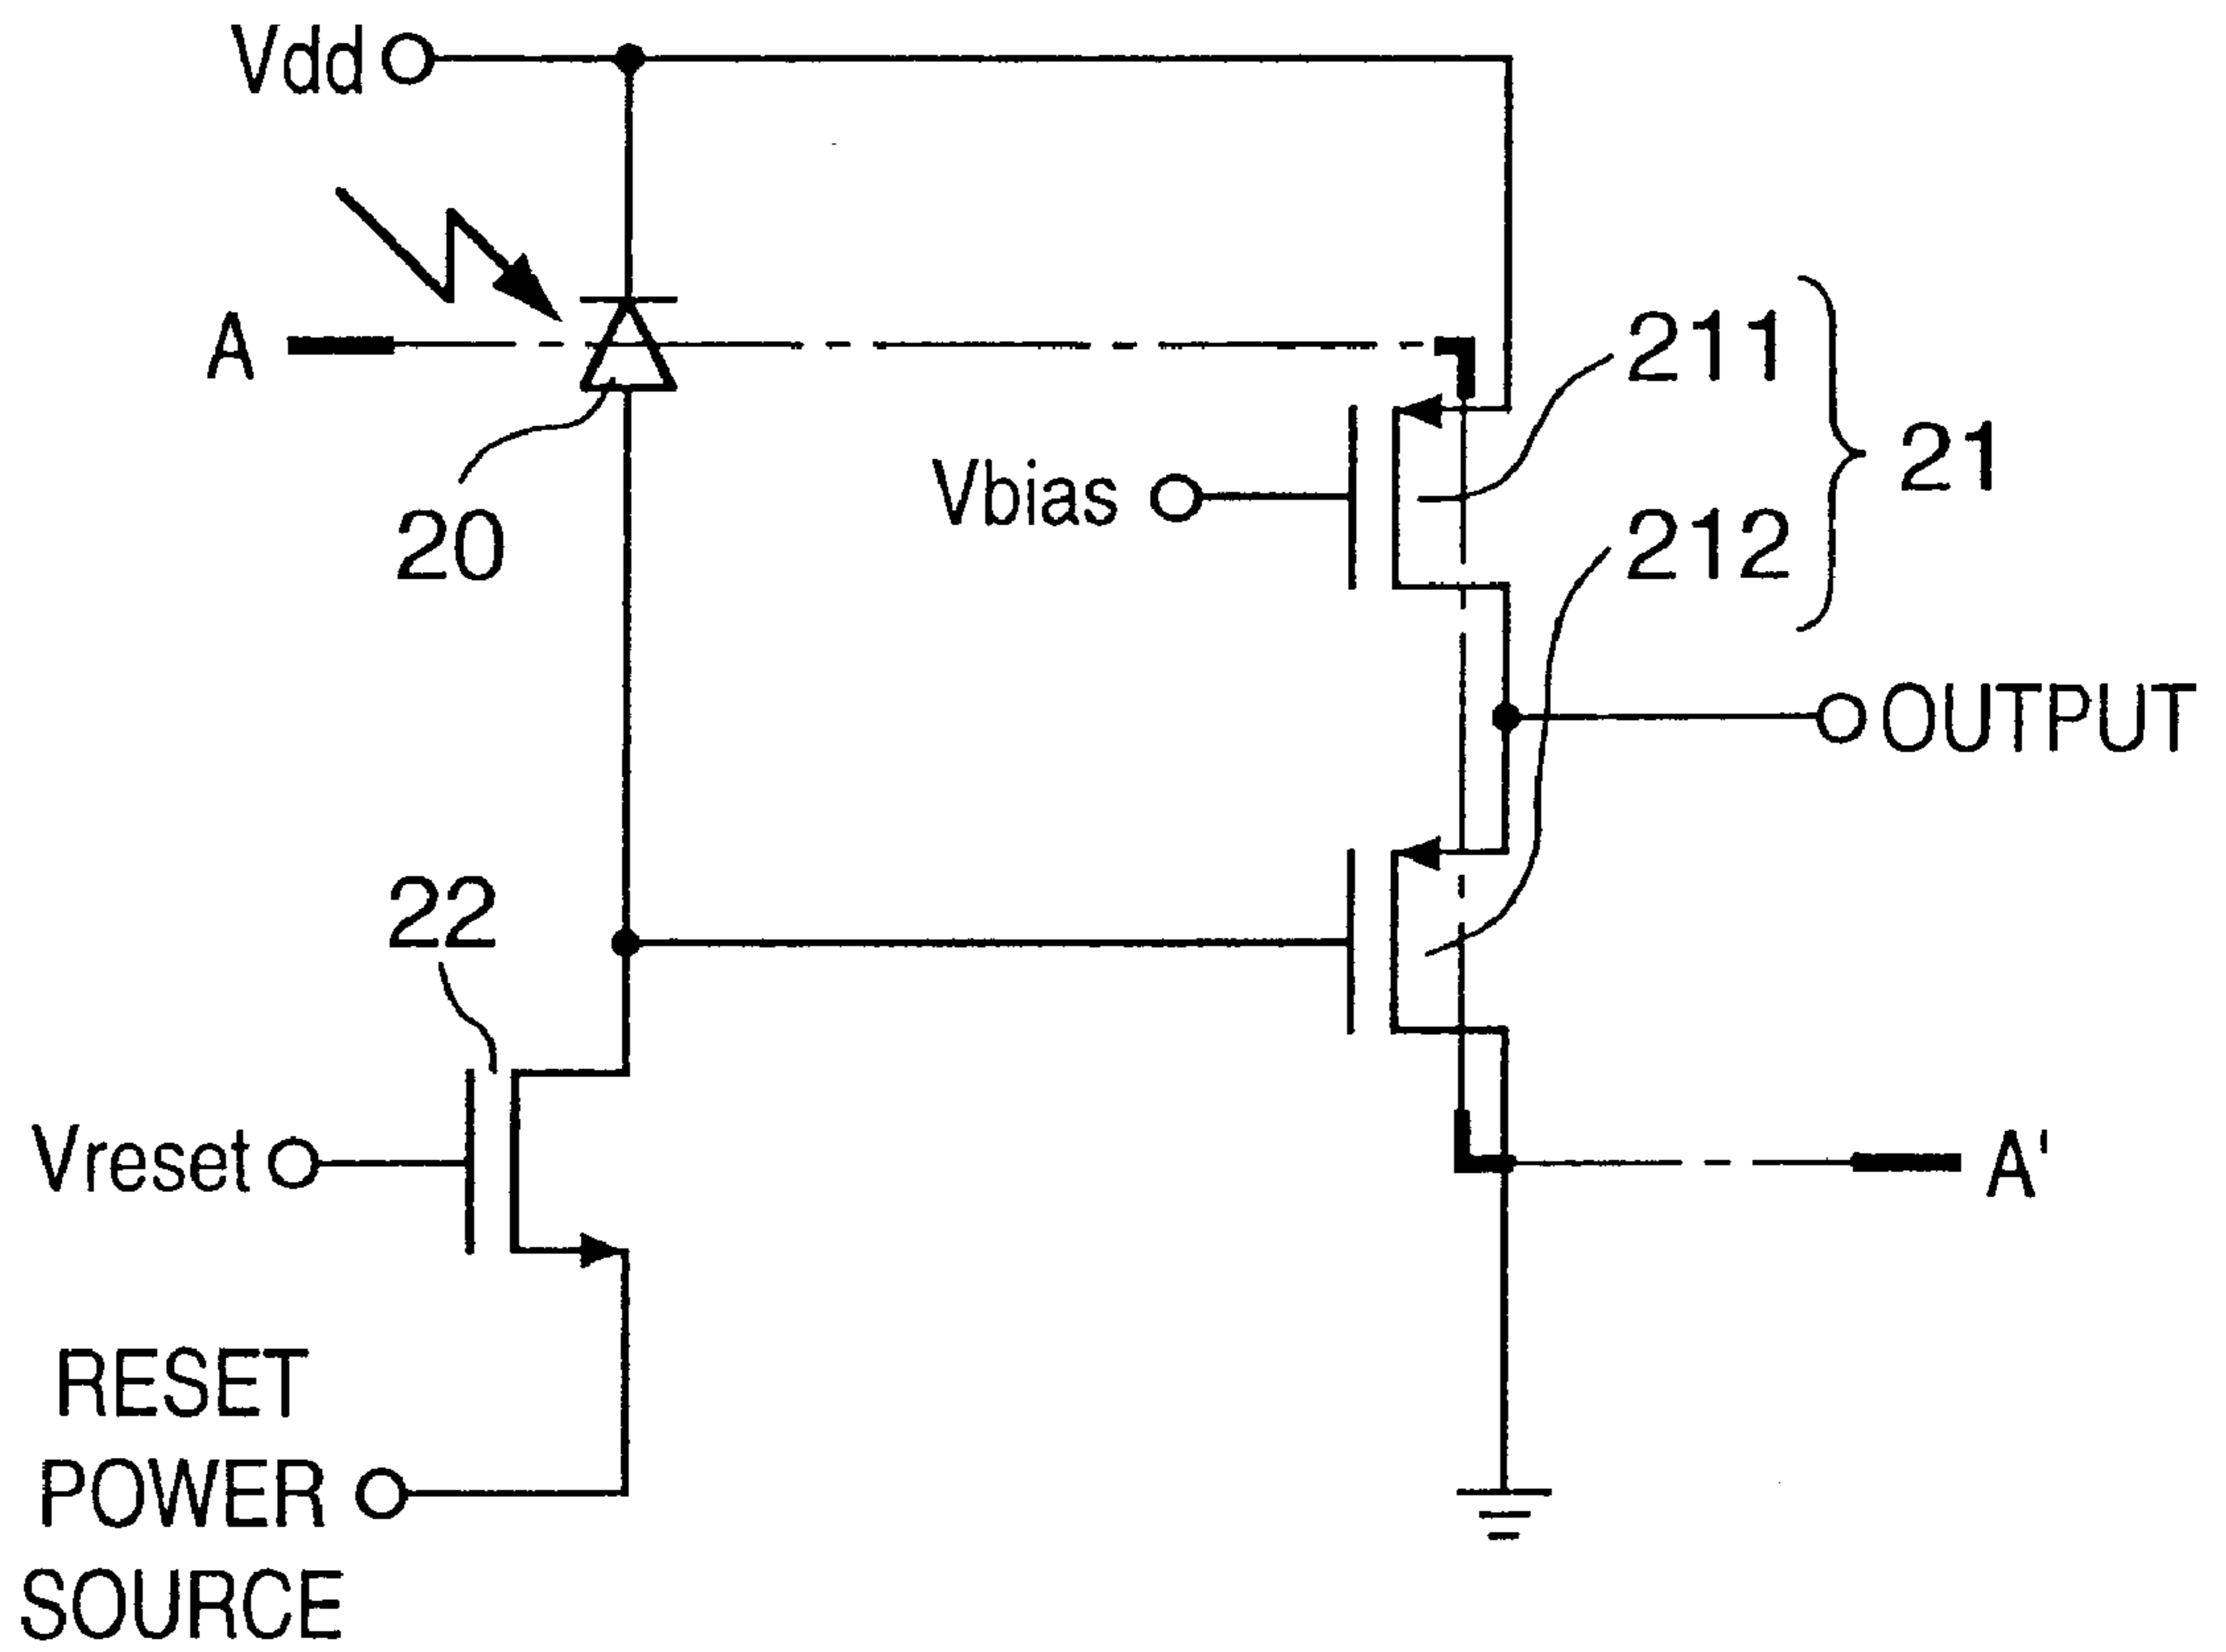 Vdd
A
211
21
20
Vbias
212
OUTPUT
22
Vreset
A'
RESET
POWER
SOURCE